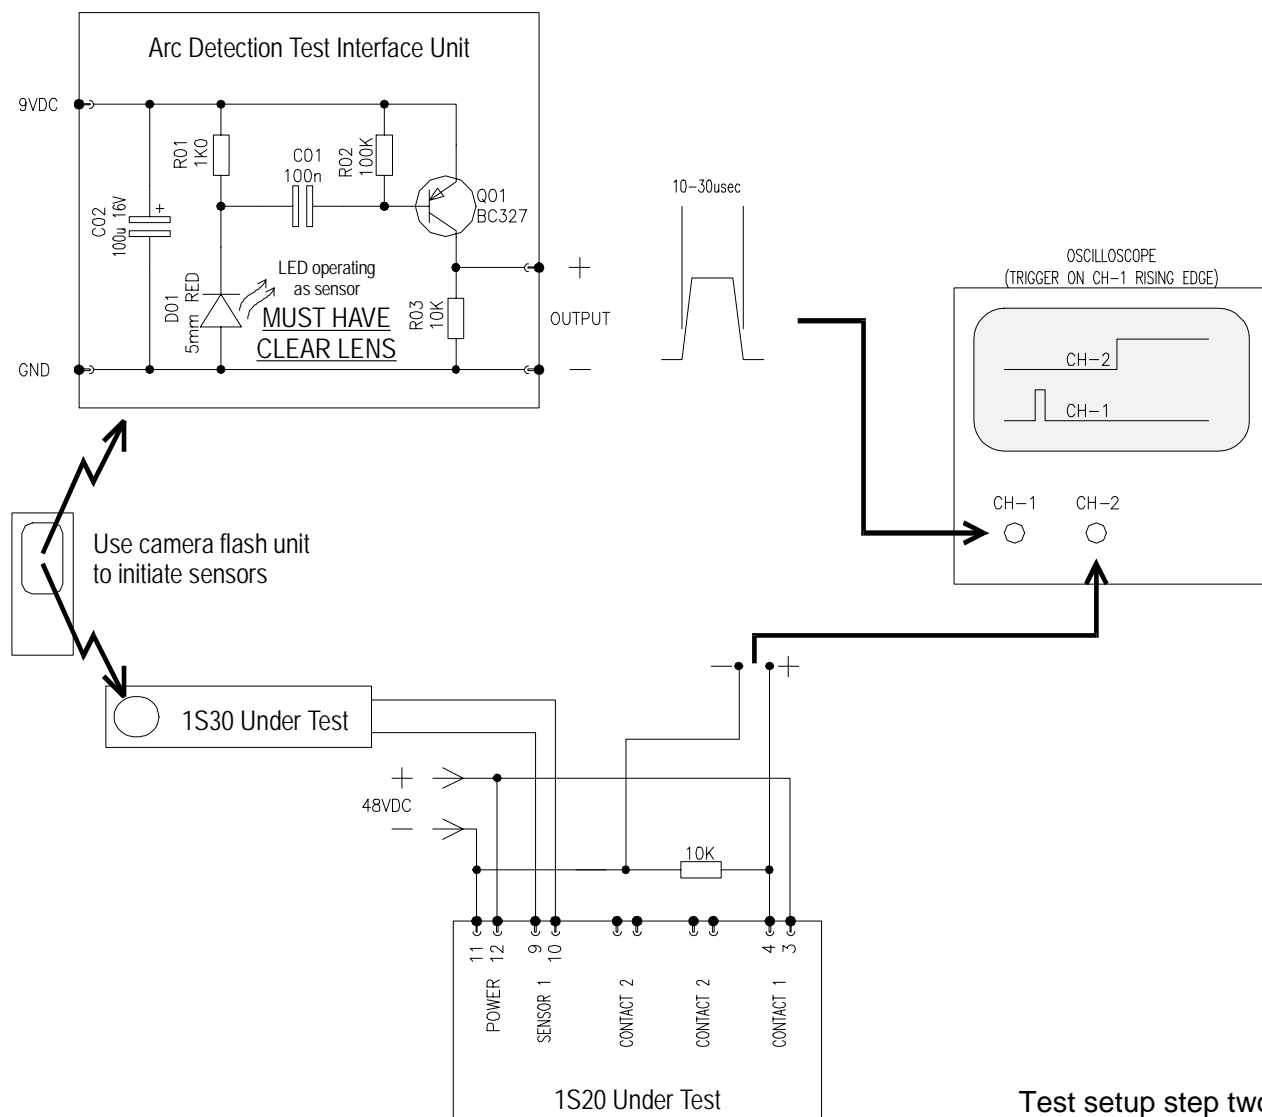 Arc Detection Test Interface Unit
9VDC
R01
1K0
C01
100n
R02
100K
Q01
BC327
C02
100u 16V
+
D01
5mm RED
LED operating
as sensor
MUST HAVE
CLEAR LENS
R03
10K
+
OUTPUT
−
GND
10-30usec
OSCILLOSCOPE
(TRIGGER ON CH-1 RISING EDGE)
CH-2
CH-1
CH-1 CH-2
Use camera flash unit
to initiate sensors
1S30 Under Test
− +
+
48VDC
−
10K
11 12 9 10 4 3
POWER
SENSOR 1
CONTACT 2
CONTACT 2
CONTACT 1
1S20 Under Test
Test setup step two